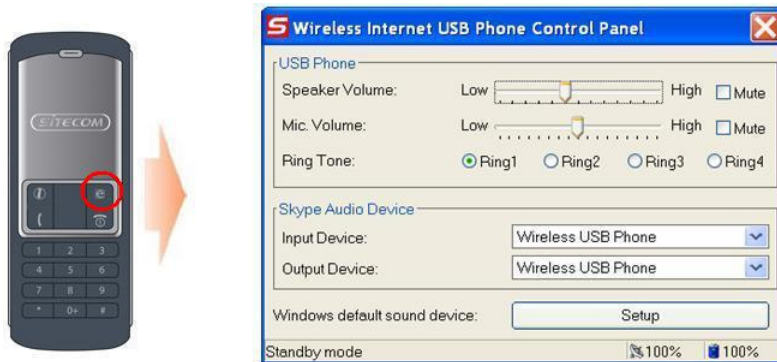 SITECOM
e
1 2 3
4 5 6
7 8 9
* 0+ #
Wireless Internet USB Phone Control Panel
USB Phone
Speaker Volume: Low High Mute
Mic. Volume: Low High Mute
Ring Tone: Ring1 Ring2 Ring3 Ring4
Skype Audio Device
Input Device: Wireless USB Phone
Output Device: Wireless USB Phone
Windows default sound device: Setup
Standby mode 100% 100%